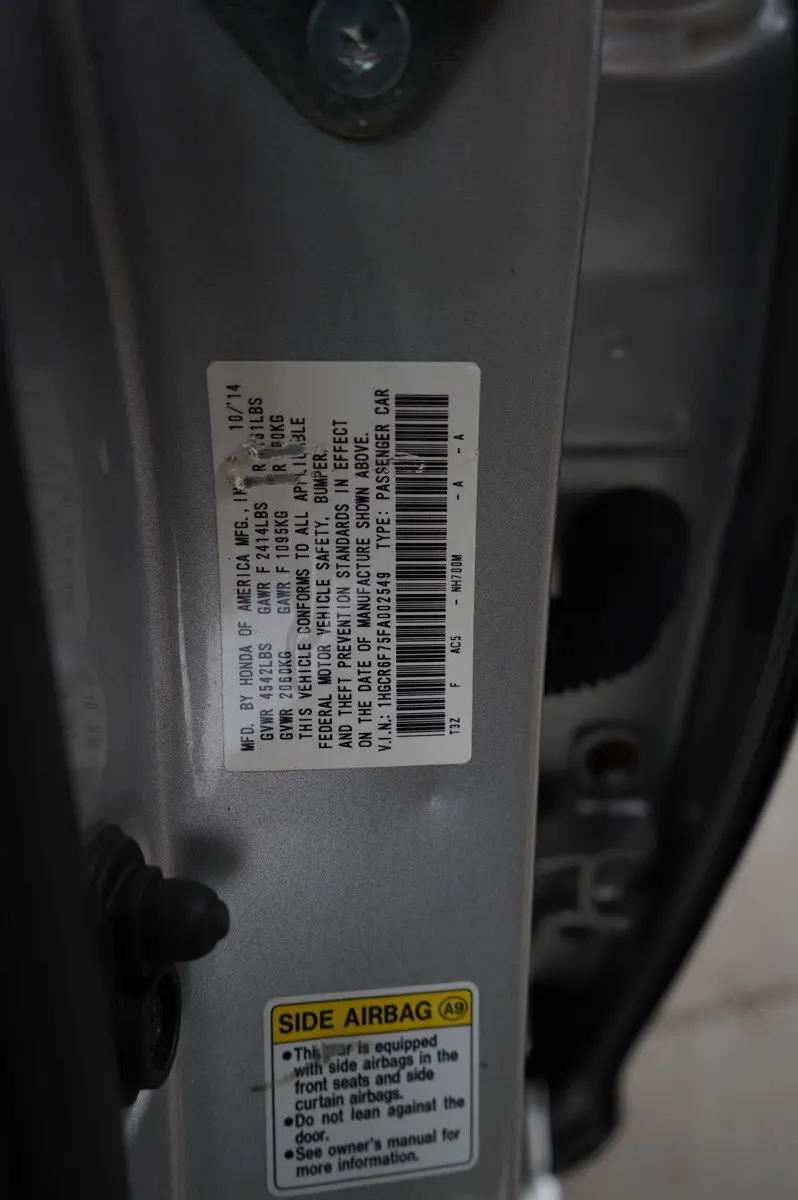 MFD. BY HONDA OF AMERICA MFG., 10/'14
GVWR 4542LBS GAWR F 2414LBS R
GVWR 2060KG GAWR F 1095KG R
THIS VEHICLE CONFORMS TO ALL
FEDERAL MOTOR VEHICLE SAFETY, BUMPER,
AND THEFT PREVENTION STANDARDS IN EFFECT
ON THE DATE OF MANUFACTURE SHOWN ABOVE.
V.I.N.: 1HGCR6F75FA002549 TYPE: PASSENGER CAR
T3Z F AC5 - NH700M - A - A
SIDE AIRBAG A9
● is equipped
with side airbags in the
front seats and side
curtain airbags.
●Do not lean against the
door.
●See owner's manual for
more information.